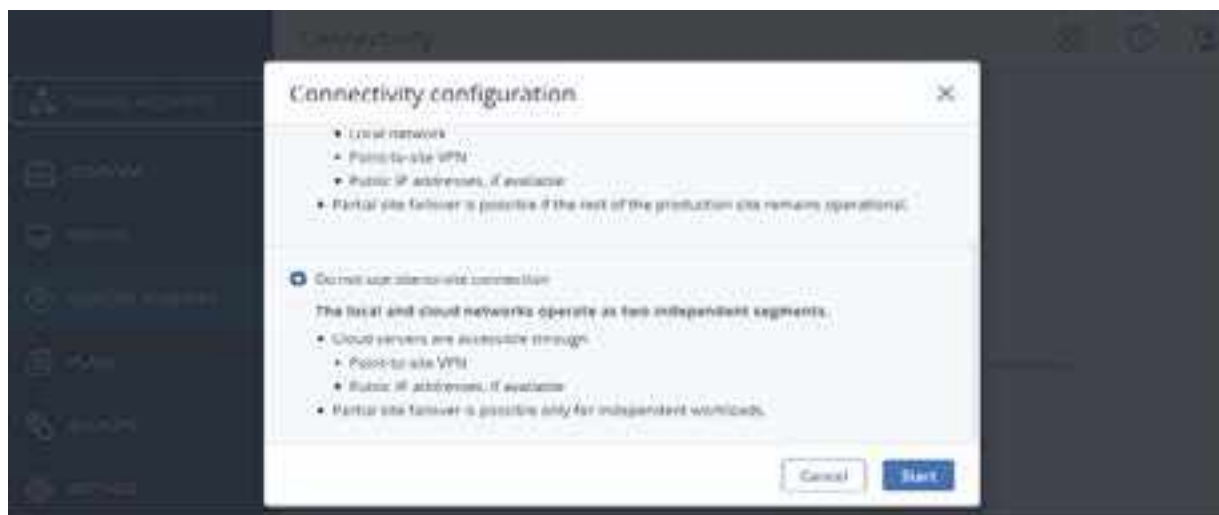 Connectivity
Connectivity configuration
Local network
Point-to-site VPN
Public IP addresses, if available
Partial site failover is possible if the rest of the production site remains operational.
Do not use site-to-site connection
The local and cloud networks operate as two independent segments.
Cloud servers are accessible through
Point-to-site VPN
Public IP addresses, if available
Partial site failover is possible only for independent workloads.
Cancel
Start